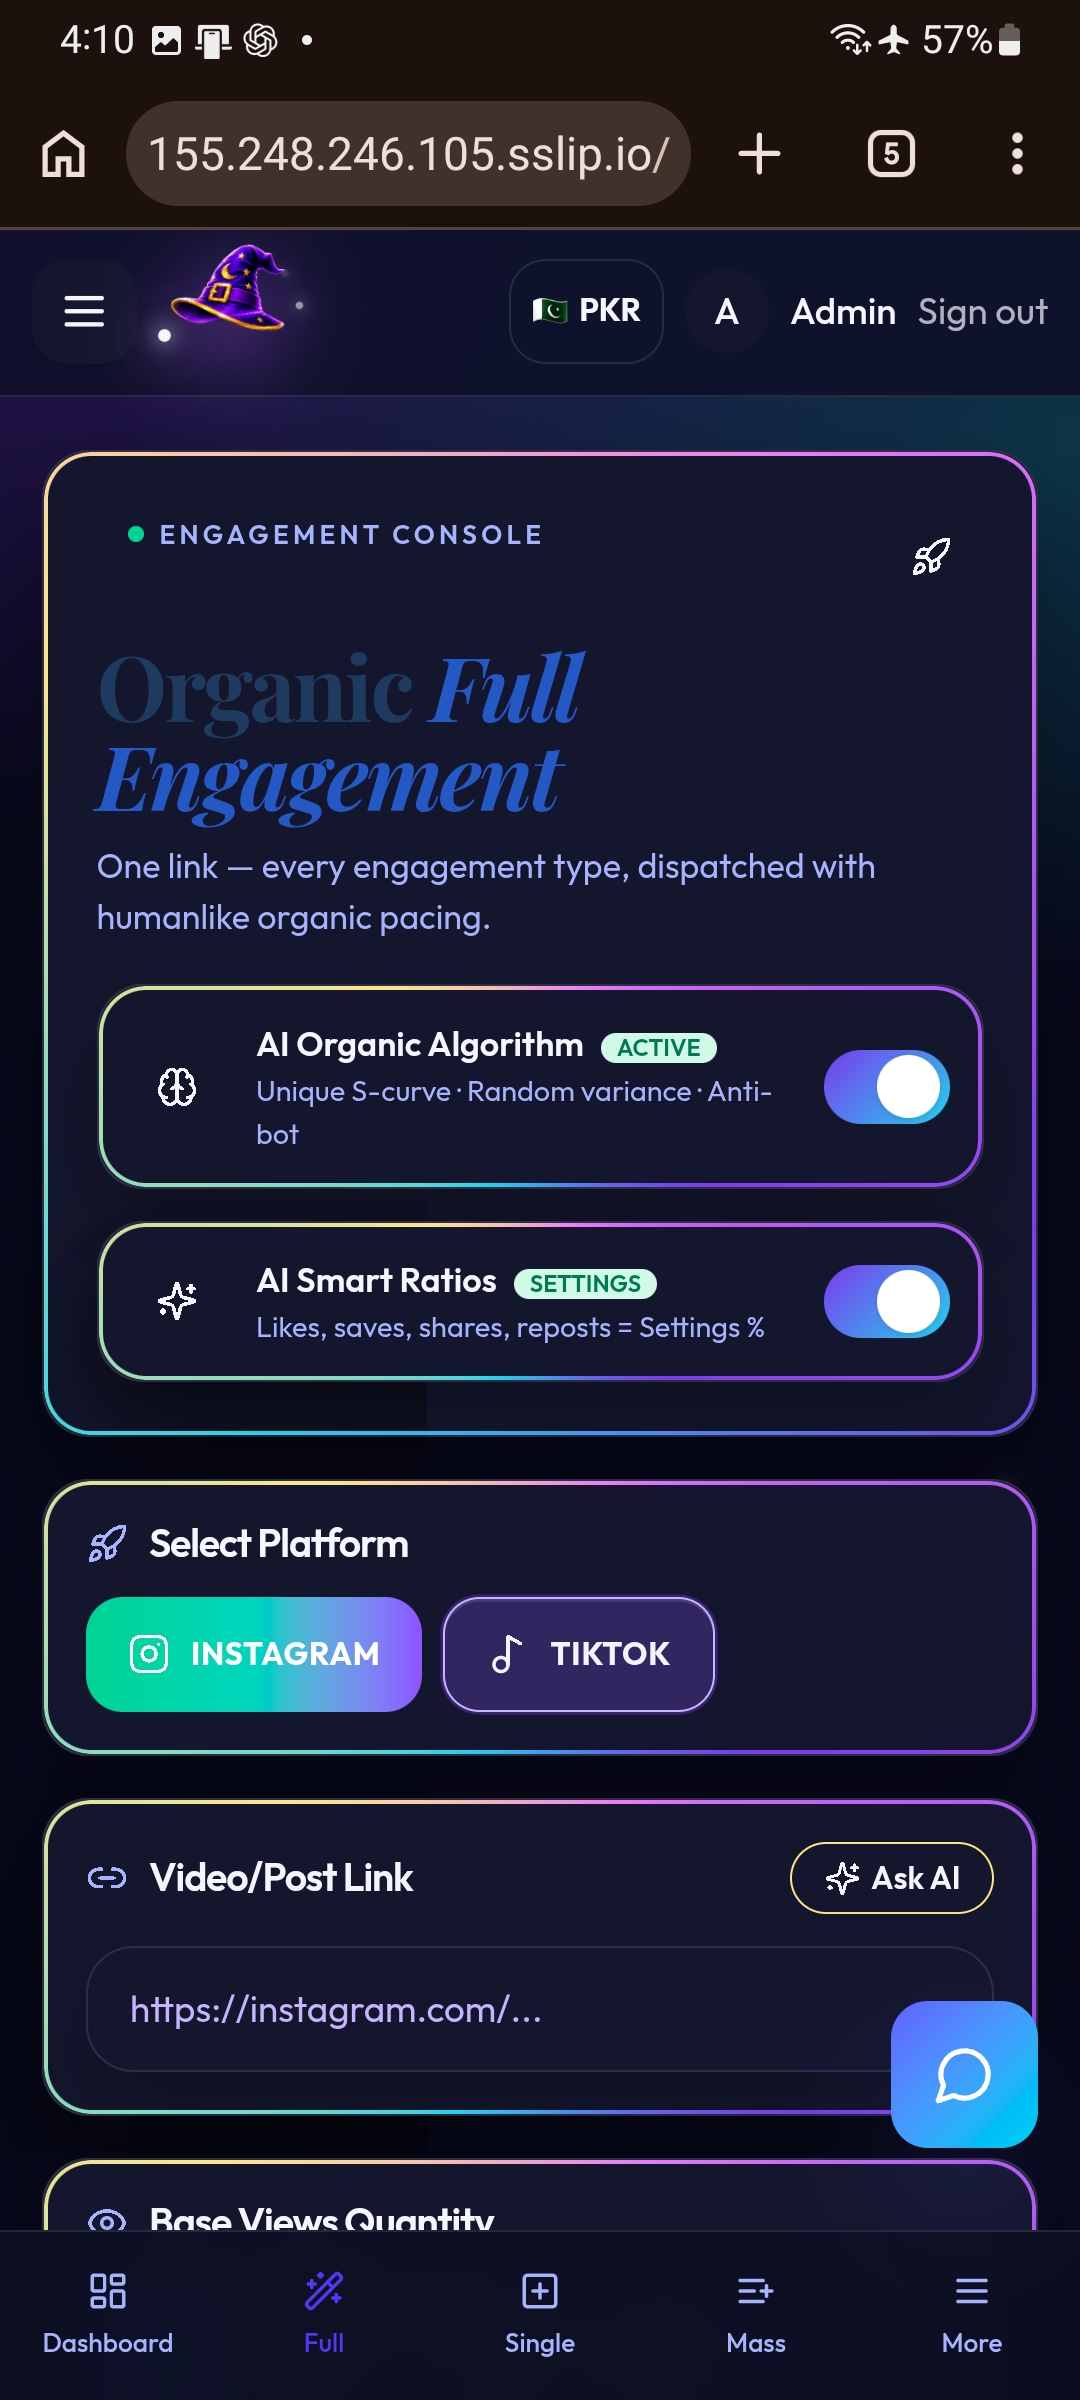 4:10
57%
155.248.246.105.sslip.io/
5
PKR
A
Admin
Sign out
ENGAGEMENT CONSOLE
Organic Full
Engagement
One link — every engagement type, dispatched with
humanlike organic pacing.
AI Organic Algorithm ACTIVE
Unique S-curve · Random variance · Anti-
bot
AI Smart Ratios SETTINGS
Likes, saves, shares, reposts = Settings %
Select Platform
INSTAGRAM
TIKTOK
Video/Post Link
Ask AI
https://instagram.com/...
Base Views Quantity
Dashboard
Full
Single
Mass
More